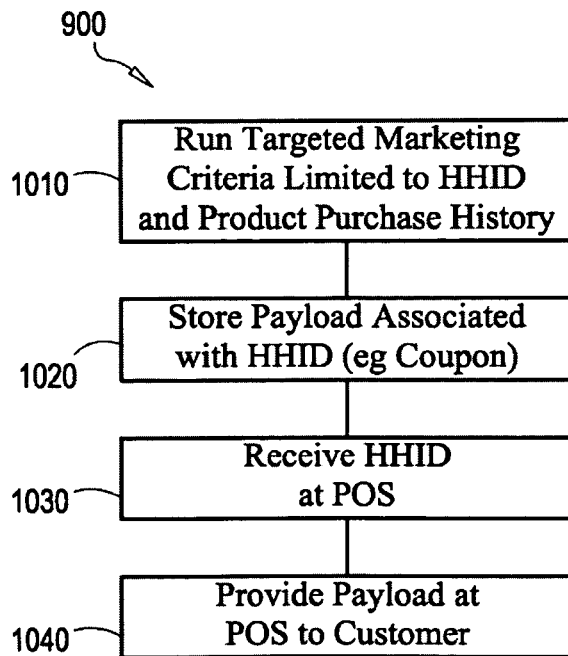 900
1010
Run Targeted Marketing
Criteria Limited to HHID
and Product Purchase History
1020
Store Payload Associated
with HHID (eg Coupon)
1030
Receive HHID
at POS
1040
Provide Payload at
POS to Customer